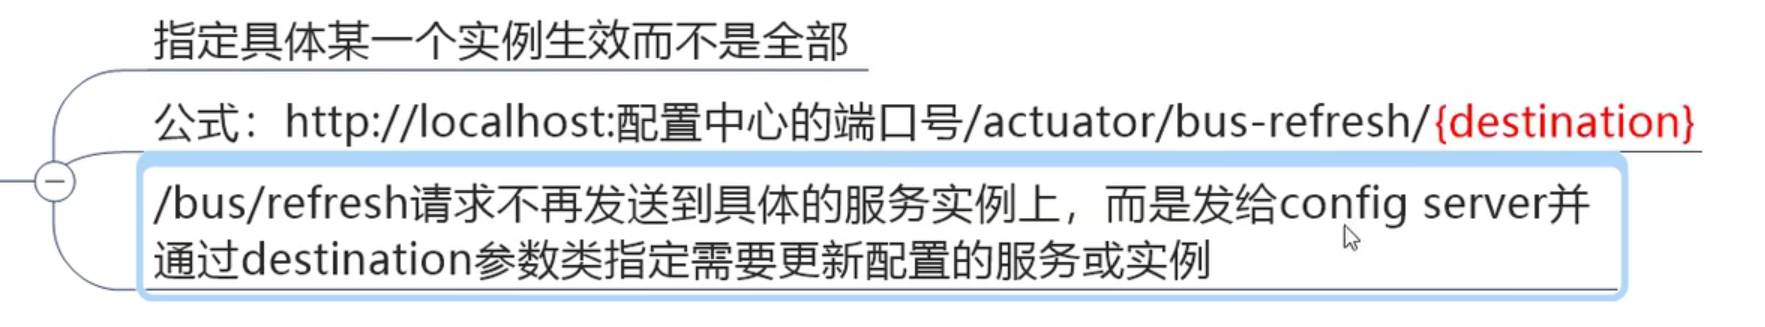 指定具体某一个实例生效而不是全部
公式：http://localhost:配置中心的端口号/actuator/bus-refresh/{destination}
/bus/refresh请求不再发送到具体的服务实例上，而是发给config server并
通过destination参数类指定需要更新配置的服务或实例